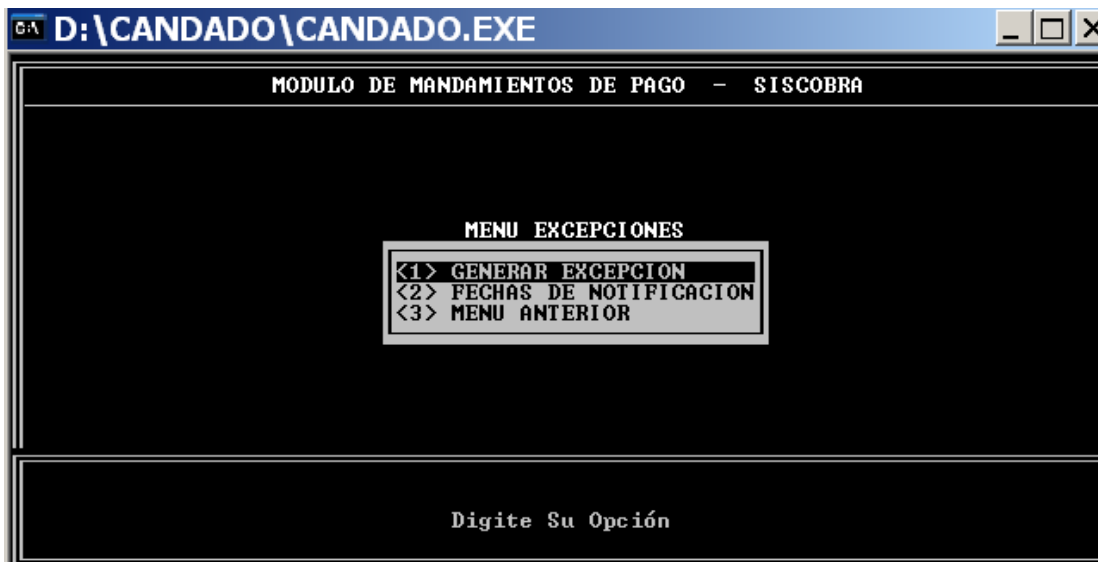 D:\CANDADO\CANDADO.EXE
MODULO DE MANDAMIENTOS DE PAGO - SISCOBRA
MENU EXCEPCIONES
<1> GENERAR EXCEPCION
<2> FECHAS DE NOTIFICACION
<3> MENU ANTERIOR
Digite Su Opción